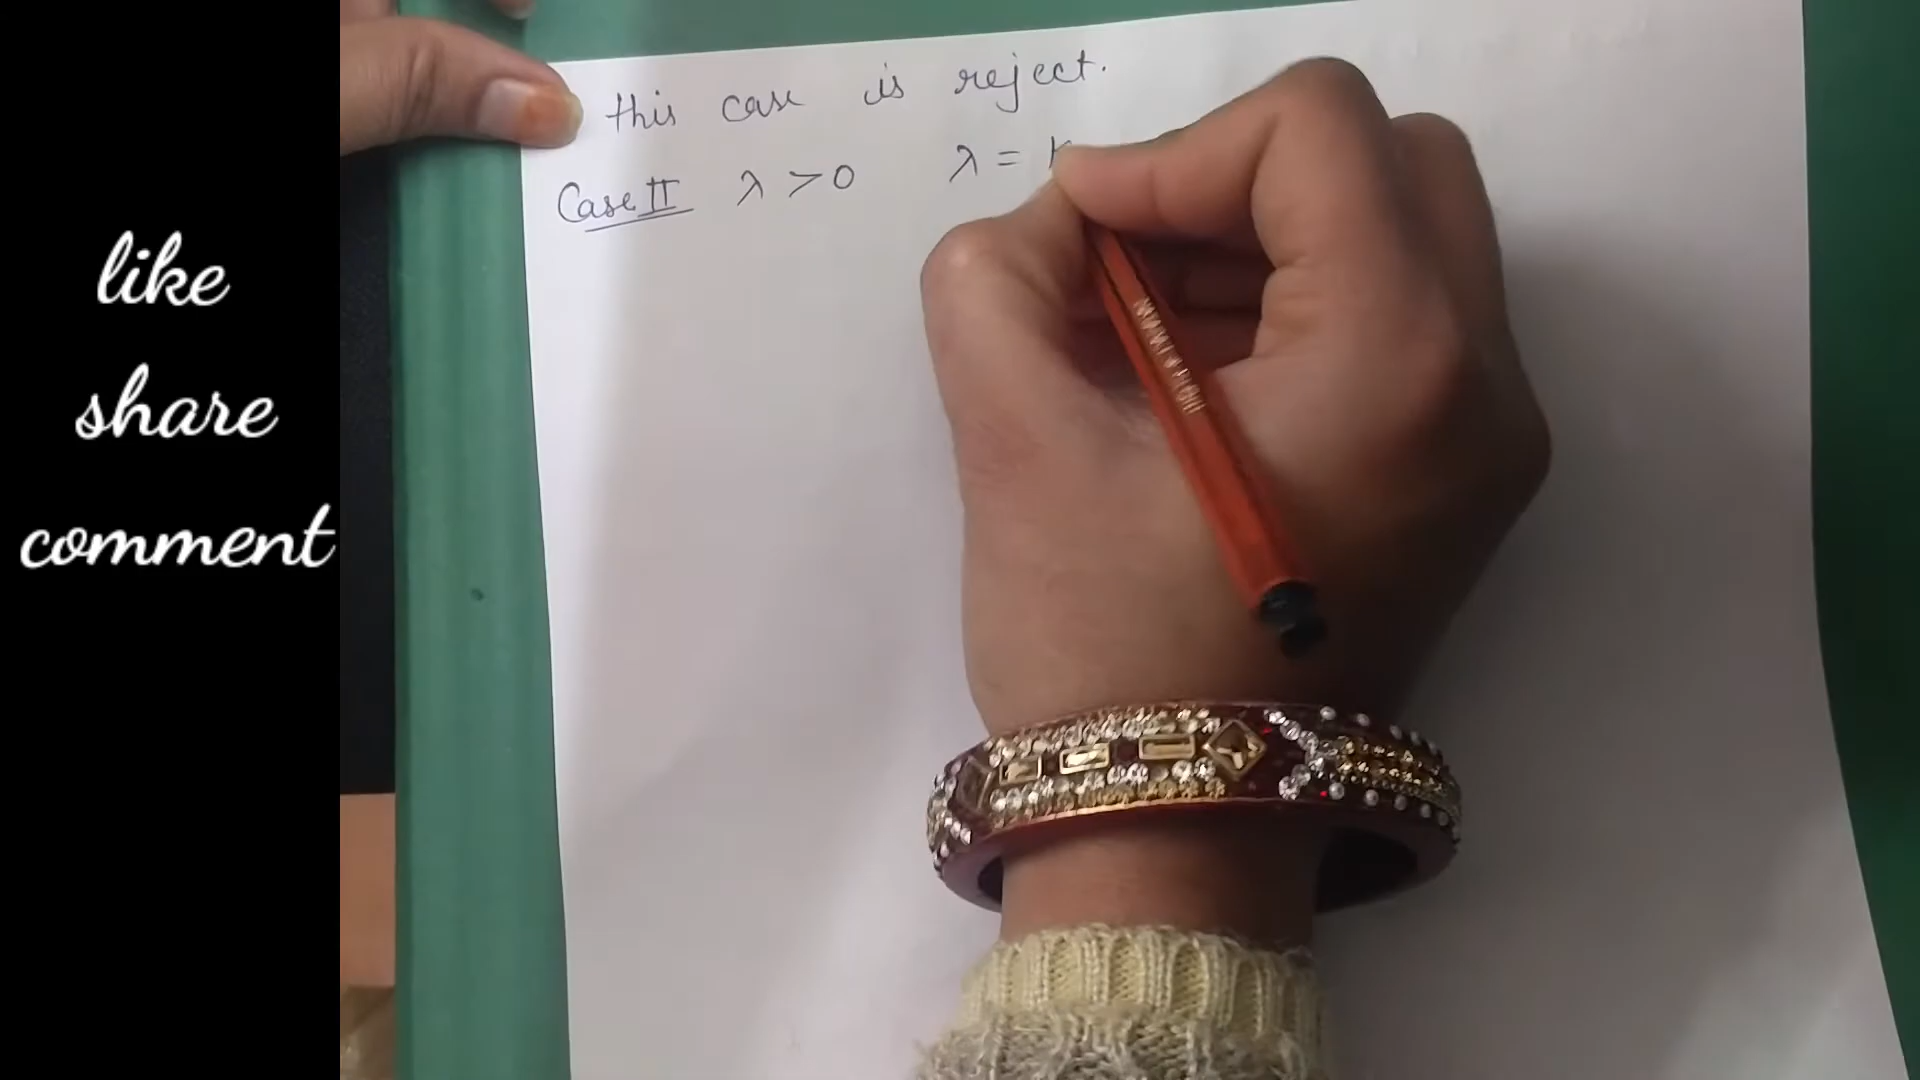 like
share
comment
this case is reject.
Case II λ > 0 λ = k